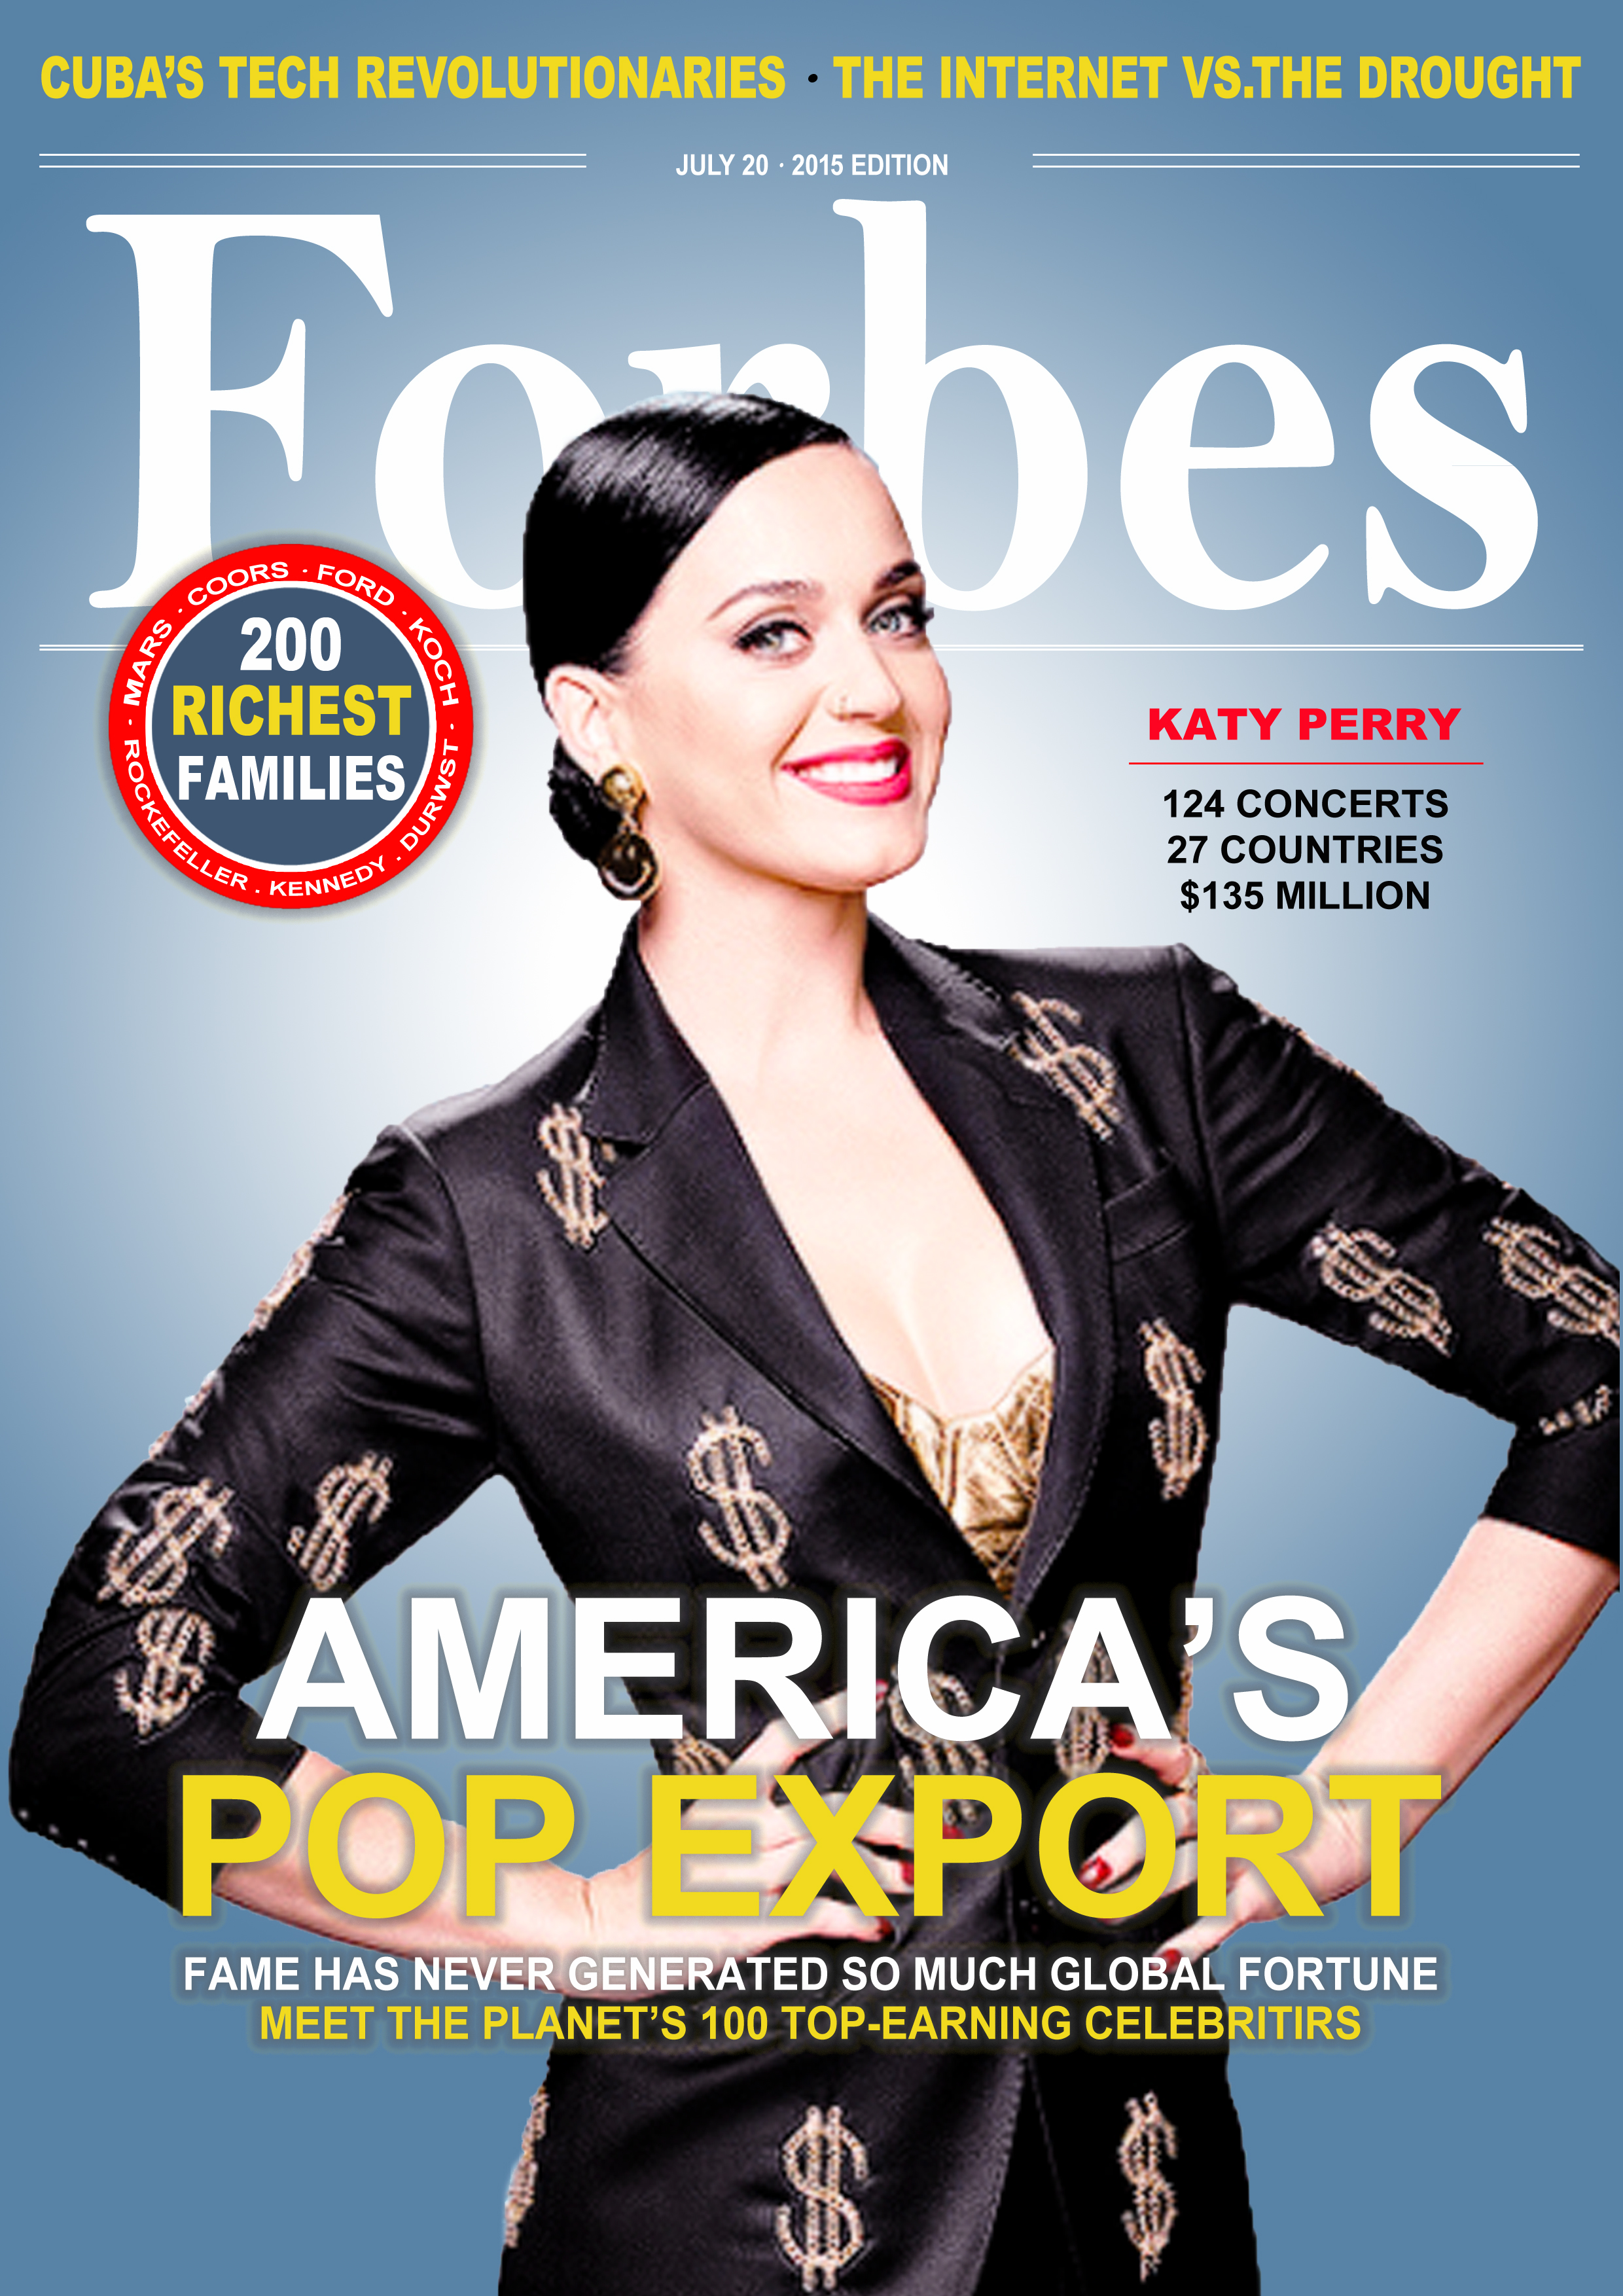 CUBA'S TECH REVOLUTIONARIES · THE INTERNET VS.THE DROUGHT
JULY 20 · 2015 EDITION
Forbes
· MARS · COORS · FORD · KOCH ·
200
RICHEST
FAMILIES
ROCKEFELLER . KENNEDY . DURWST
KATY PERRY
124 CONCERTS
27 COUNTRIES
$135 MILLION
AMERICA'S
POP EXPORT
FAME HAS NEVER GENERATED SO MUCH GLOBAL FORTUNE
MEET THE PLANET'S 100 TOP-EARNING CELEBRITIRS